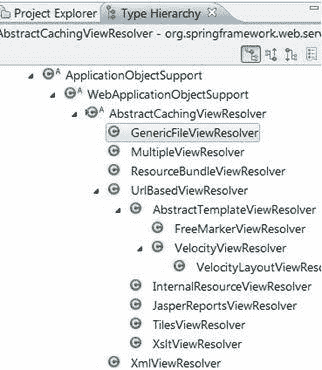 Project Explorer Type Hierarchy
AbstractCachingViewResolver - org.springframework.web.serv
ApplicationObjectSupport
WebApplicationObjectSupport
AbstractCachingViewResolver
GenericFileViewResolver
MultipleViewResolver
ResourceBundleViewResolver
UrlBasedViewResolver
AbstractTemplateViewResolver
FreeMarkerViewResolver
VelocityViewResolver
VelocityLayoutViewReso
InternalResourceViewResolver
JasperReportsViewResolver
TilesViewResolver
XsltViewResolver
XmlViewResolver